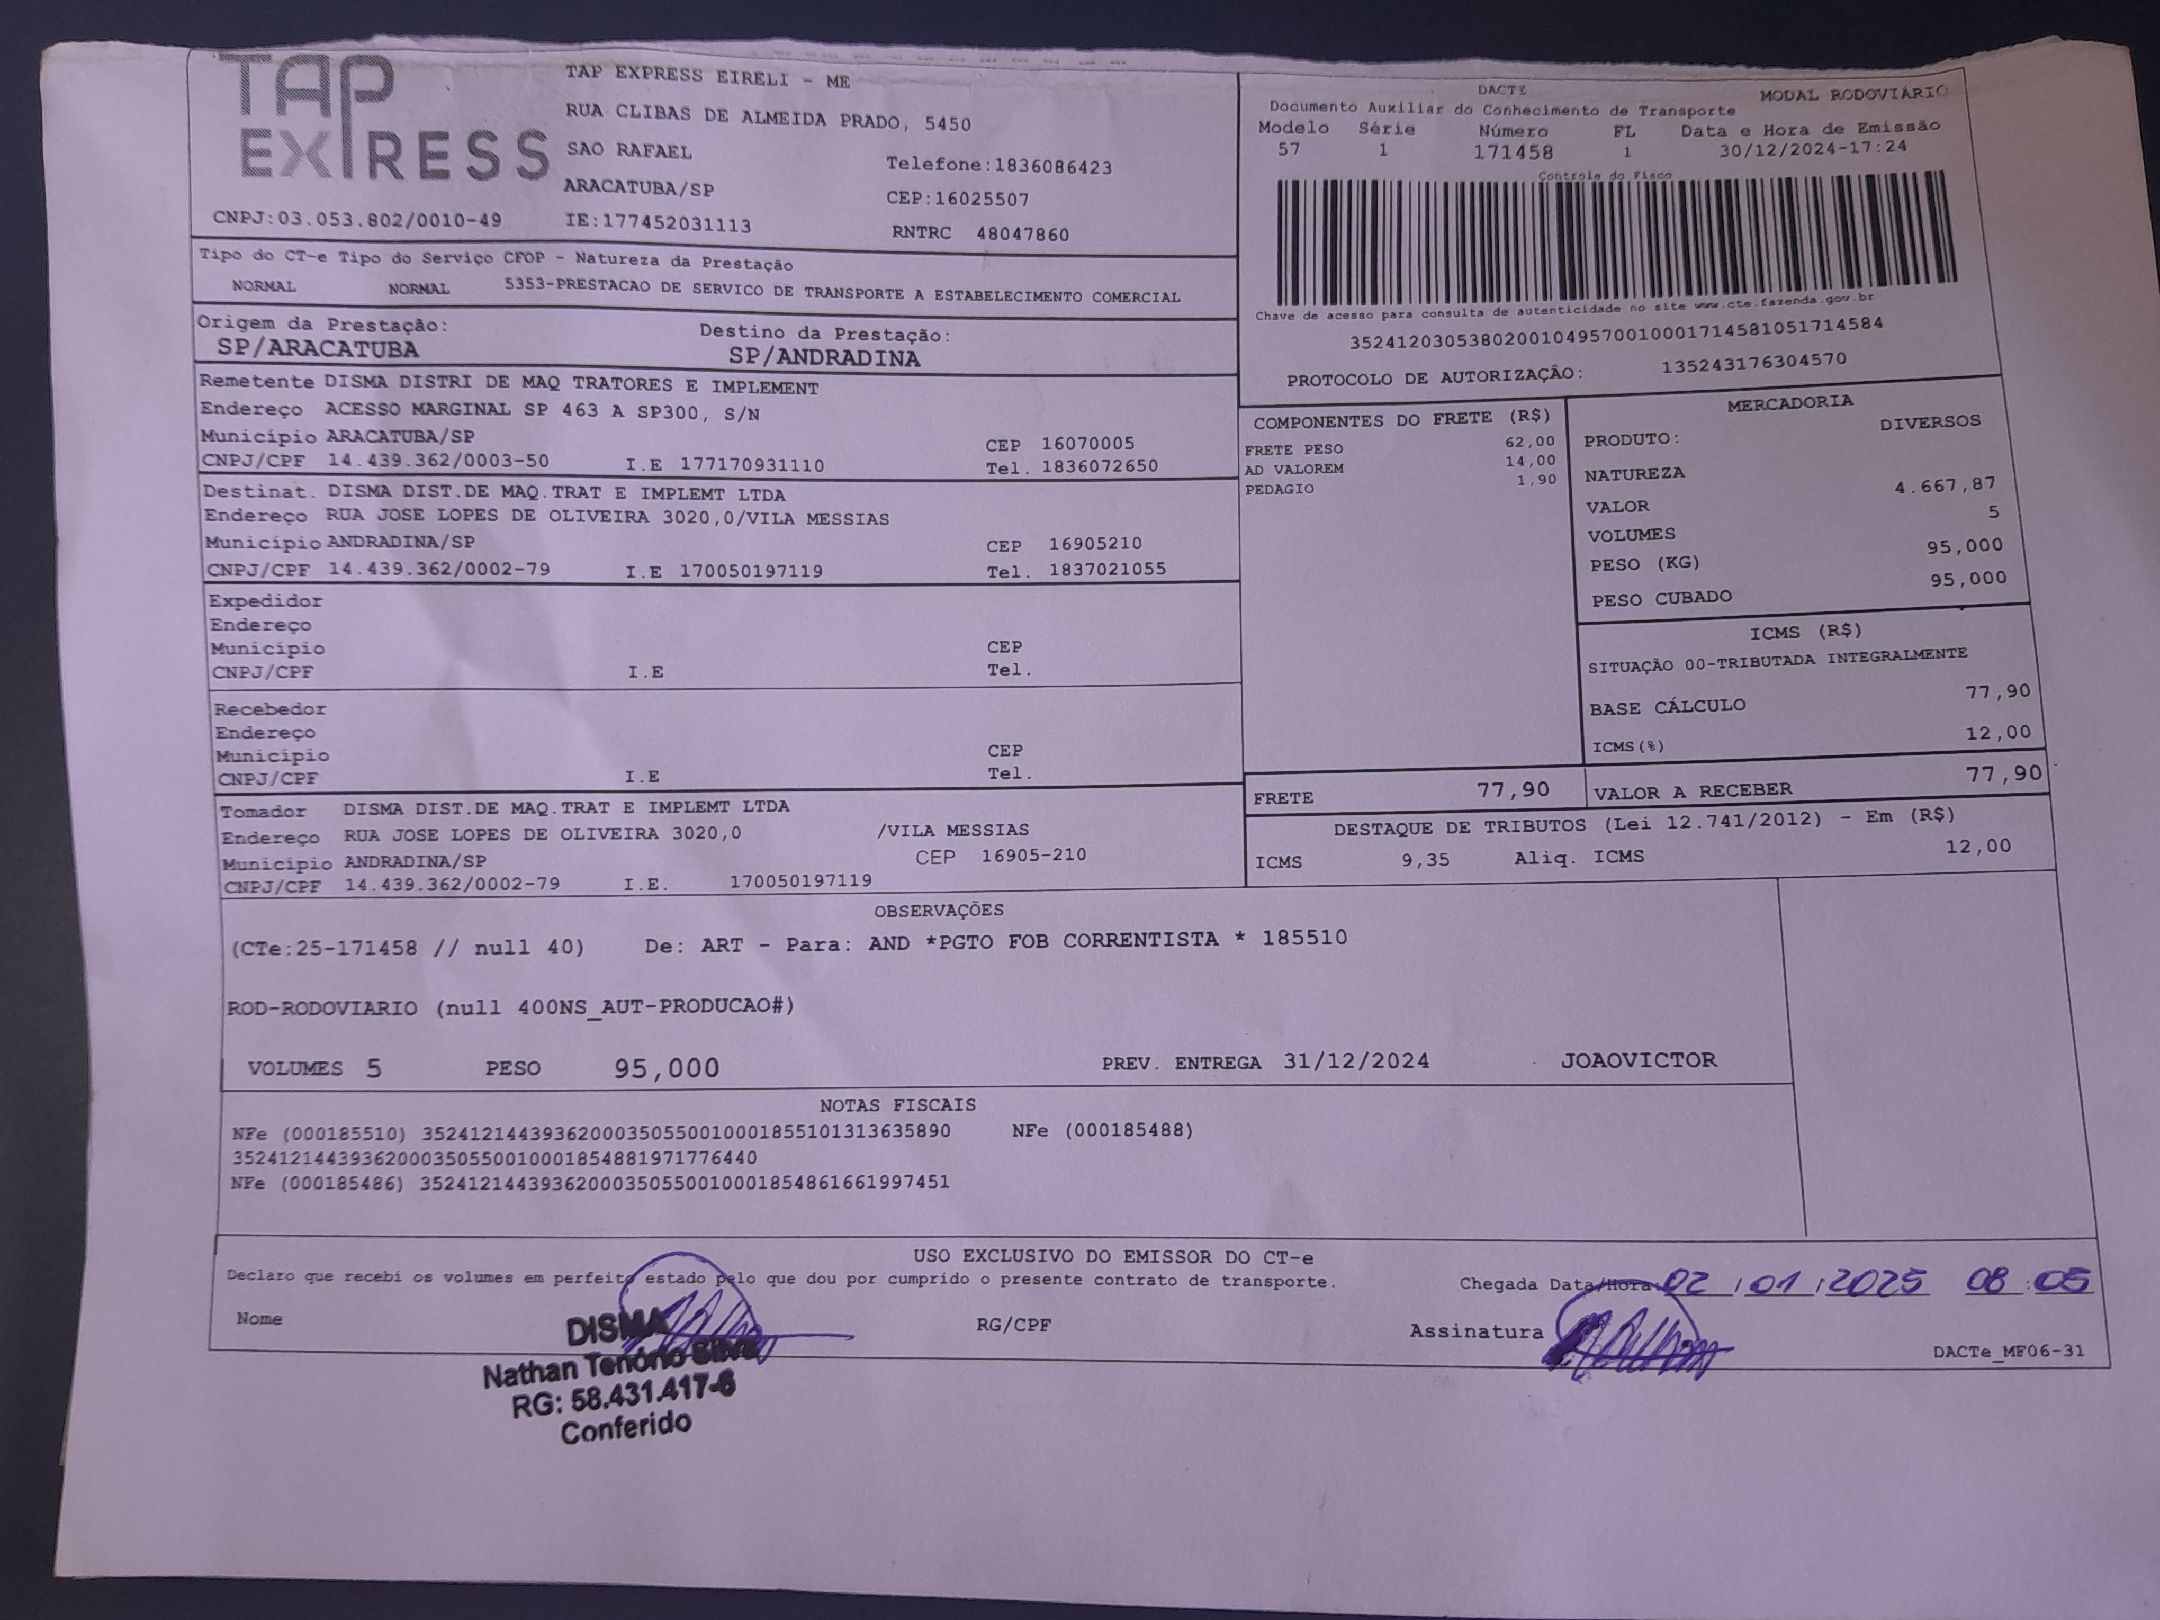 TAP EXPRESS
TAP EXPRESS EIRELI - ME
RUA CLIBAS DE ALMEIDA PRADO, 5450
SAO RAFAEL
Telefone:1836086423
ARACATUBA/SP
CEP:16025507
CNPJ:03.053.802/0010-49 IE:177452031113
RNTRC 48047860
DACTE MODAL RODOVIÁRIO
Documento Auxiliar do Conhecimento de Transporte
Modelo Série Número FL Data e Hora de Emissão
57 1 171458 1 30/12/2024-17:24
Controle do Fisco
Chave de acesso para consulta de autenticidade no site www.cte.fazenda.gov.br
35241203053802001049570010001714581051714584
PROTOCOLO DE AUTORIZAÇÃO: 135243176304570
Tipo do CT-e Tipo do Serviço CFOP - Natureza da Prestação
NORMAL NORMAL 5353-PRESTACAO DE SERVICO DE TRANSPORTE A ESTABELECIMENTO COMERCIAL
Origem da Prestação: Destino da Prestação:
SP/ARACATUBA SP/ANDRADINA
Remetente DISMA DISTRI DE MAQ TRATORES E IMPLEMENT
Endereço ACESSO MARGINAL SP 463 A SP300, S/N
Município ARACATUBA/SP CEP 16070005
CNPJ/CPF 14.439.362/0003-50 I.E 177170931110 Tel. 1836072650
Destinat. DISMA DIST.DE MAQ.TRAT E IMPLEMT LTDA
Endereço RUA JOSE LOPES DE OLIVEIRA 3020,0/VILA MESSIAS
Município ANDRADINA/SP CEP 16905210
CNPJ/CPF 14.439.362/0002-79 I.E 170050197119 Tel. 1837021055
Expedidor
Endereço
Município CEP
CNPJ/CPF I.E Tel.
Recebedor
Endereço
Município CEP
CNPJ/CPF I.E Tel.
Tomador DISMA DIST.DE MAQ.TRAT E IMPLEMT LTDA
Endereço RUA JOSE LOPES DE OLIVEIRA 3020,0 /VILA MESSIAS
Município ANDRADINA/SP CEP 16905-210
CNPJ/CPF 14.439.362/0002-79 I.E. 170050197119
COMPONENTES DO FRETE (R$)
FRETE PESO 62,00
AD VALOREM 14,00
PEDAGIO 1,90
MERCADORIA
PRODUTO: DIVERSOS
NATUREZA
VALOR 4.667,87
VOLUMES 5
PESO (KG) 95,000
PESO CUBADO 95,000
ICMS (R$)
SITUAÇÃO 00-TRIBUTADA INTEGRALMENTE
BASE CÁLCULO 77,90
ICMS(%) 12,00
FRETE 77,90 VALOR A RECEBER 77,90
DESTAQUE DE TRIBUTOS (Lei 12.741/2012) - Em (R$)
ICMS 9,35 Aliq. ICMS 12,00
OBSERVAÇÕES
(CTe:25-171458 // null 40) De: ART - Para: AND *PGTO FOB CORRENTISTA * 185510
ROD-RODOVIARIO (null 400NS_AUT-PRODUCAO#)
VOLUMES 5 PESO 95,000 PREV. ENTREGA 31/12/2024 JOAOVICTOR
NOTAS FISCAIS
NFe (000185510) 35241214439362000350550010001855101313635890 NFe (000185488)
35241214439362000350550010001854881971776440
NFe (000185486) 35241214439362000350550010001854861661997451
USO EXCLUSIVO DO EMISSOR DO CT-e
Declaro que recebi os volumes em perfeito estado pelo que dou por cumprido o presente contrato de transporte.
Chegada Data/Hora: 02/01/2025 08:05
Nome RG/CPF Assinatura
DACTe_MF06-31
DISMA
Nathan Tenório Silva
RG: 58.431.417-6
Conferido